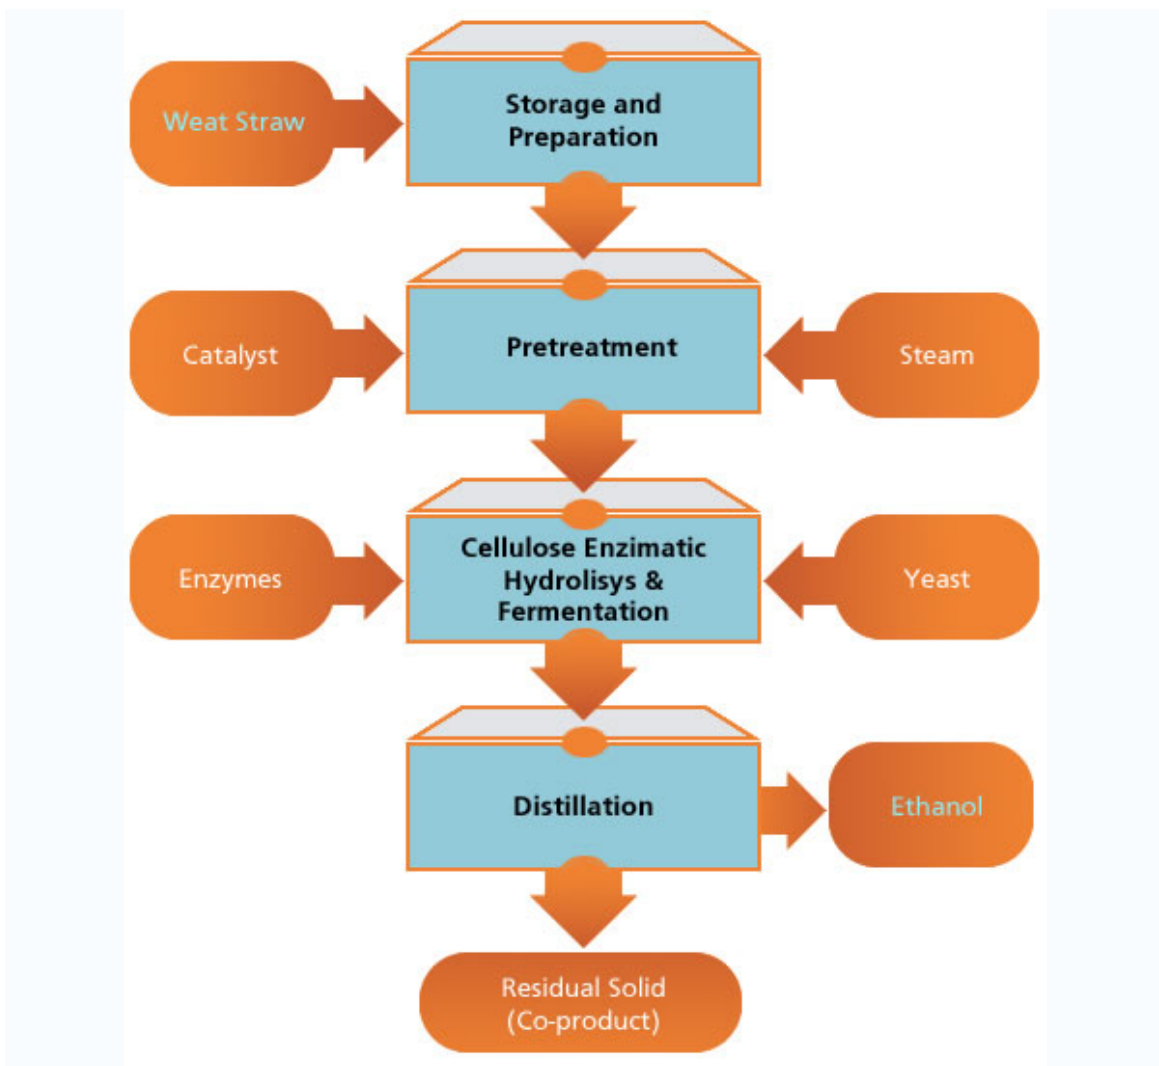 Weat Straw
Storage and
Preparation
Catalyst
Pretreatment
Steam
Enzymes
Cellulose Enzimatic
Hydrolisys &
Fermentation
Yeast
Distillation
Ethanol
Residual Solid
(Co-product)